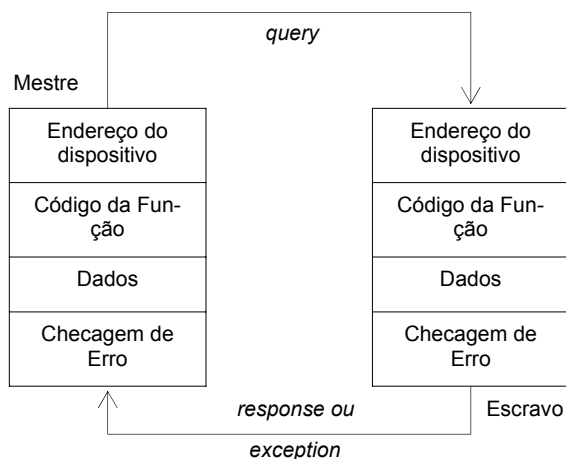 query
Mestre
Endereço do
dispositivo
Código da Fun-
ção
Dados
Checagem de
Erro
Endereço do
dispositivo
Código da Fun-
ção
Dados
Checagem de
Erro
response ou
exception
Escravo